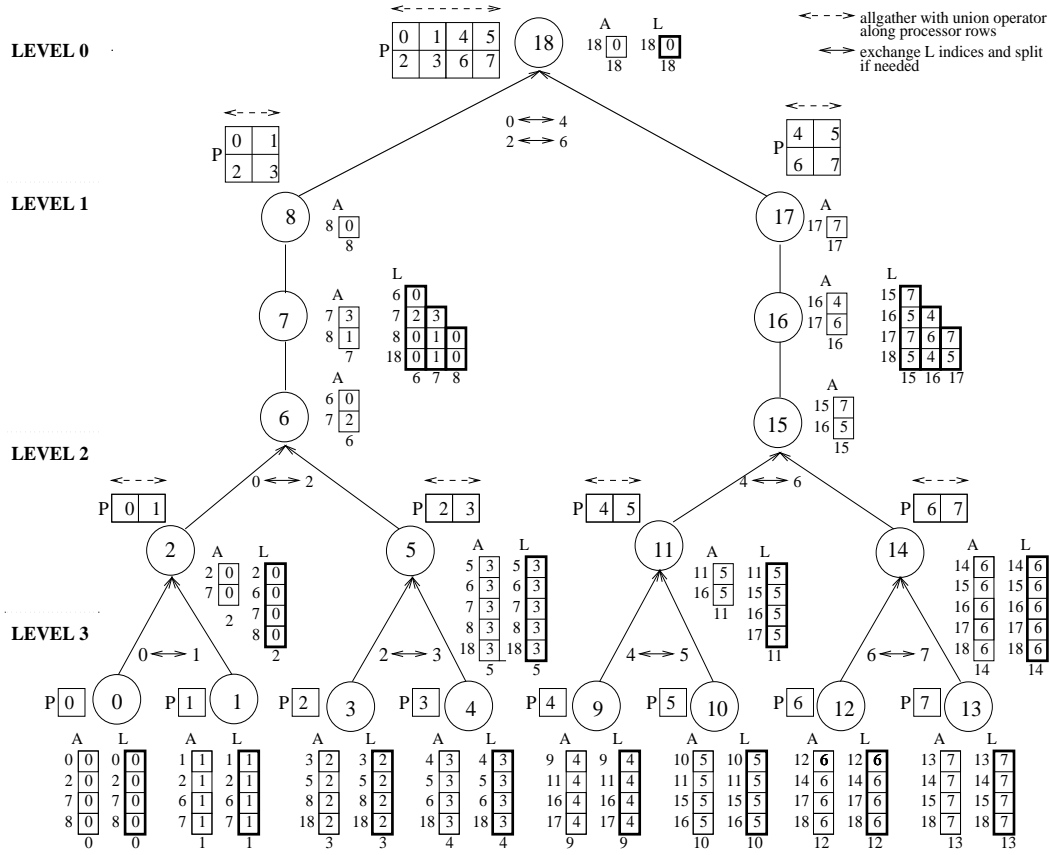 A L
allgather with union operator
along processor rows
LEVEL 0
P 0 1 4 5
2 3 6 7
18
18 0
18
18 0
18
exchange L indices and split
if needed
0 4
2 6
P 0 1
2 3
P 4 5
6 7
LEVEL 1
8
A
8 0
8
17
A
17 7
17
7
A
7 3
8 1
7
L
6 0
7 2 3
8 0 1 0
18 0 1 0
6 7 8
16
A
16 4
17 6
16
L
15 7
16 5 4
17 7 6 7
18 5 4 5
15 16 17
6
A
6 0
7 2
6
15
A
15 7
16 5
15
LEVEL 2
0 2
4 6
P 0 1
P 2 3
P 4 5
P 6 7
2
A
2 0
7 0
2
L
2 0
6 0
7 0
8 0
2
5
A
5 3
6 3
7 3
8 3
18 3
5
L
5 3
6 3
7 3
8 3
18 3
5
11
A
11 5
16 5
11
L
11 5
15 5
16 5
17 5
11
14
A
14 6
15 6
16 6
17 6
18 6
14
L
14 6
15 6
16 6
17 6
18 6
14
LEVEL 3
0 1
2 3
4 5
6 7
P 0 0
P 1 1
P 2 3
P 3 4
P 4 9
P 5 10
P 6 12
P 7 13
A L
0 0 0 0
2 0 2 0
7 0 7 0
8 0 8 0
0 0
A L
1 1 1 1
2 1 2 1
6 1 6 1
7 1 7 1
1 1
A L
3 2 3 2
5 2 5 2
8 2 8 2
18 2 18 2
3 3
A L
4 3 4 3
5 3 5 3
6 3 6 3
18 3 18 3
4 4
A L
9 4 9 4
11 4 11 4
16 4 16 4
17 4 17 4
9 9
A L
10 5 10 5
11 5 11 5
15 5 15 5
16 5 16 5
10 10
A L
12 6 12 6
14 6 14 6
17 6 17 6
18 6 18 6
12 12
A L
13 7 13 7
14 7 14 7
15 7 15 7
18 7 18 7
13 13